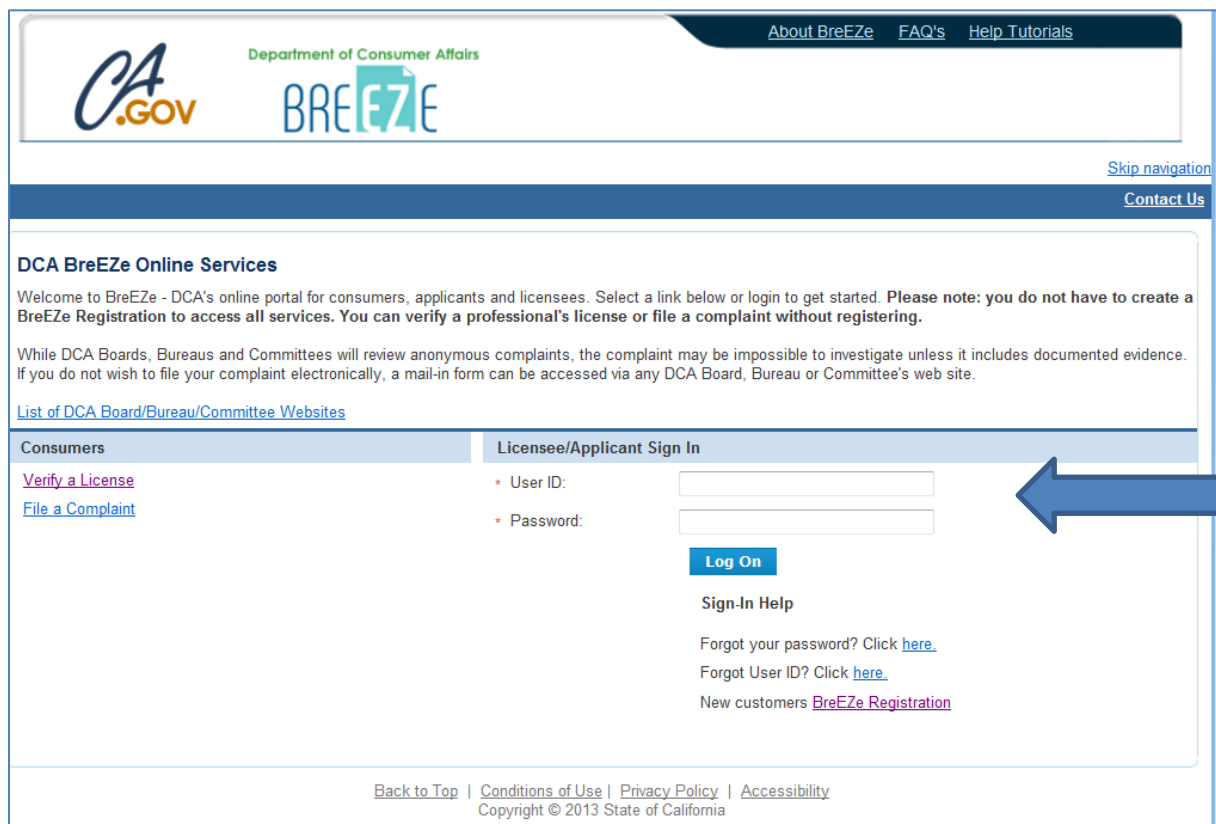 About BreEZe FAQ's Help Tutorials
CA.GOV
Department of Consumer Affairs
BREEZE
Skip navigation
Contact Us
DCA BreEZe Online Services
Welcome to BreEZe - DCA's online portal for consumers, applicants and licensees. Select a link below or login to get started. Please note: you do not have to create a
BreEZe Registration to access all services. You can verify a professional's license or file a complaint without registering.
While DCA Boards, Bureaus and Committees will review anonymous complaints, the complaint may be impossible to investigate unless it includes documented evidence.
If you do not wish to file your complaint electronically, a mail-in form can be accessed via any DCA Board, Bureau or Committee's web site.
List of DCA Board/Bureau/Committee Websites
Consumers
Verify a License
File a Complaint
Licensee/Applicant Sign In
* User ID:
* Password:
Log On
Sign-In Help
Forgot your password? Click here.
Forgot User ID? Click here.
New customers BreEZe Registration
Back to Top | Conditions of Use | Privacy Policy | Accessibility
Copyright © 2013 State of California